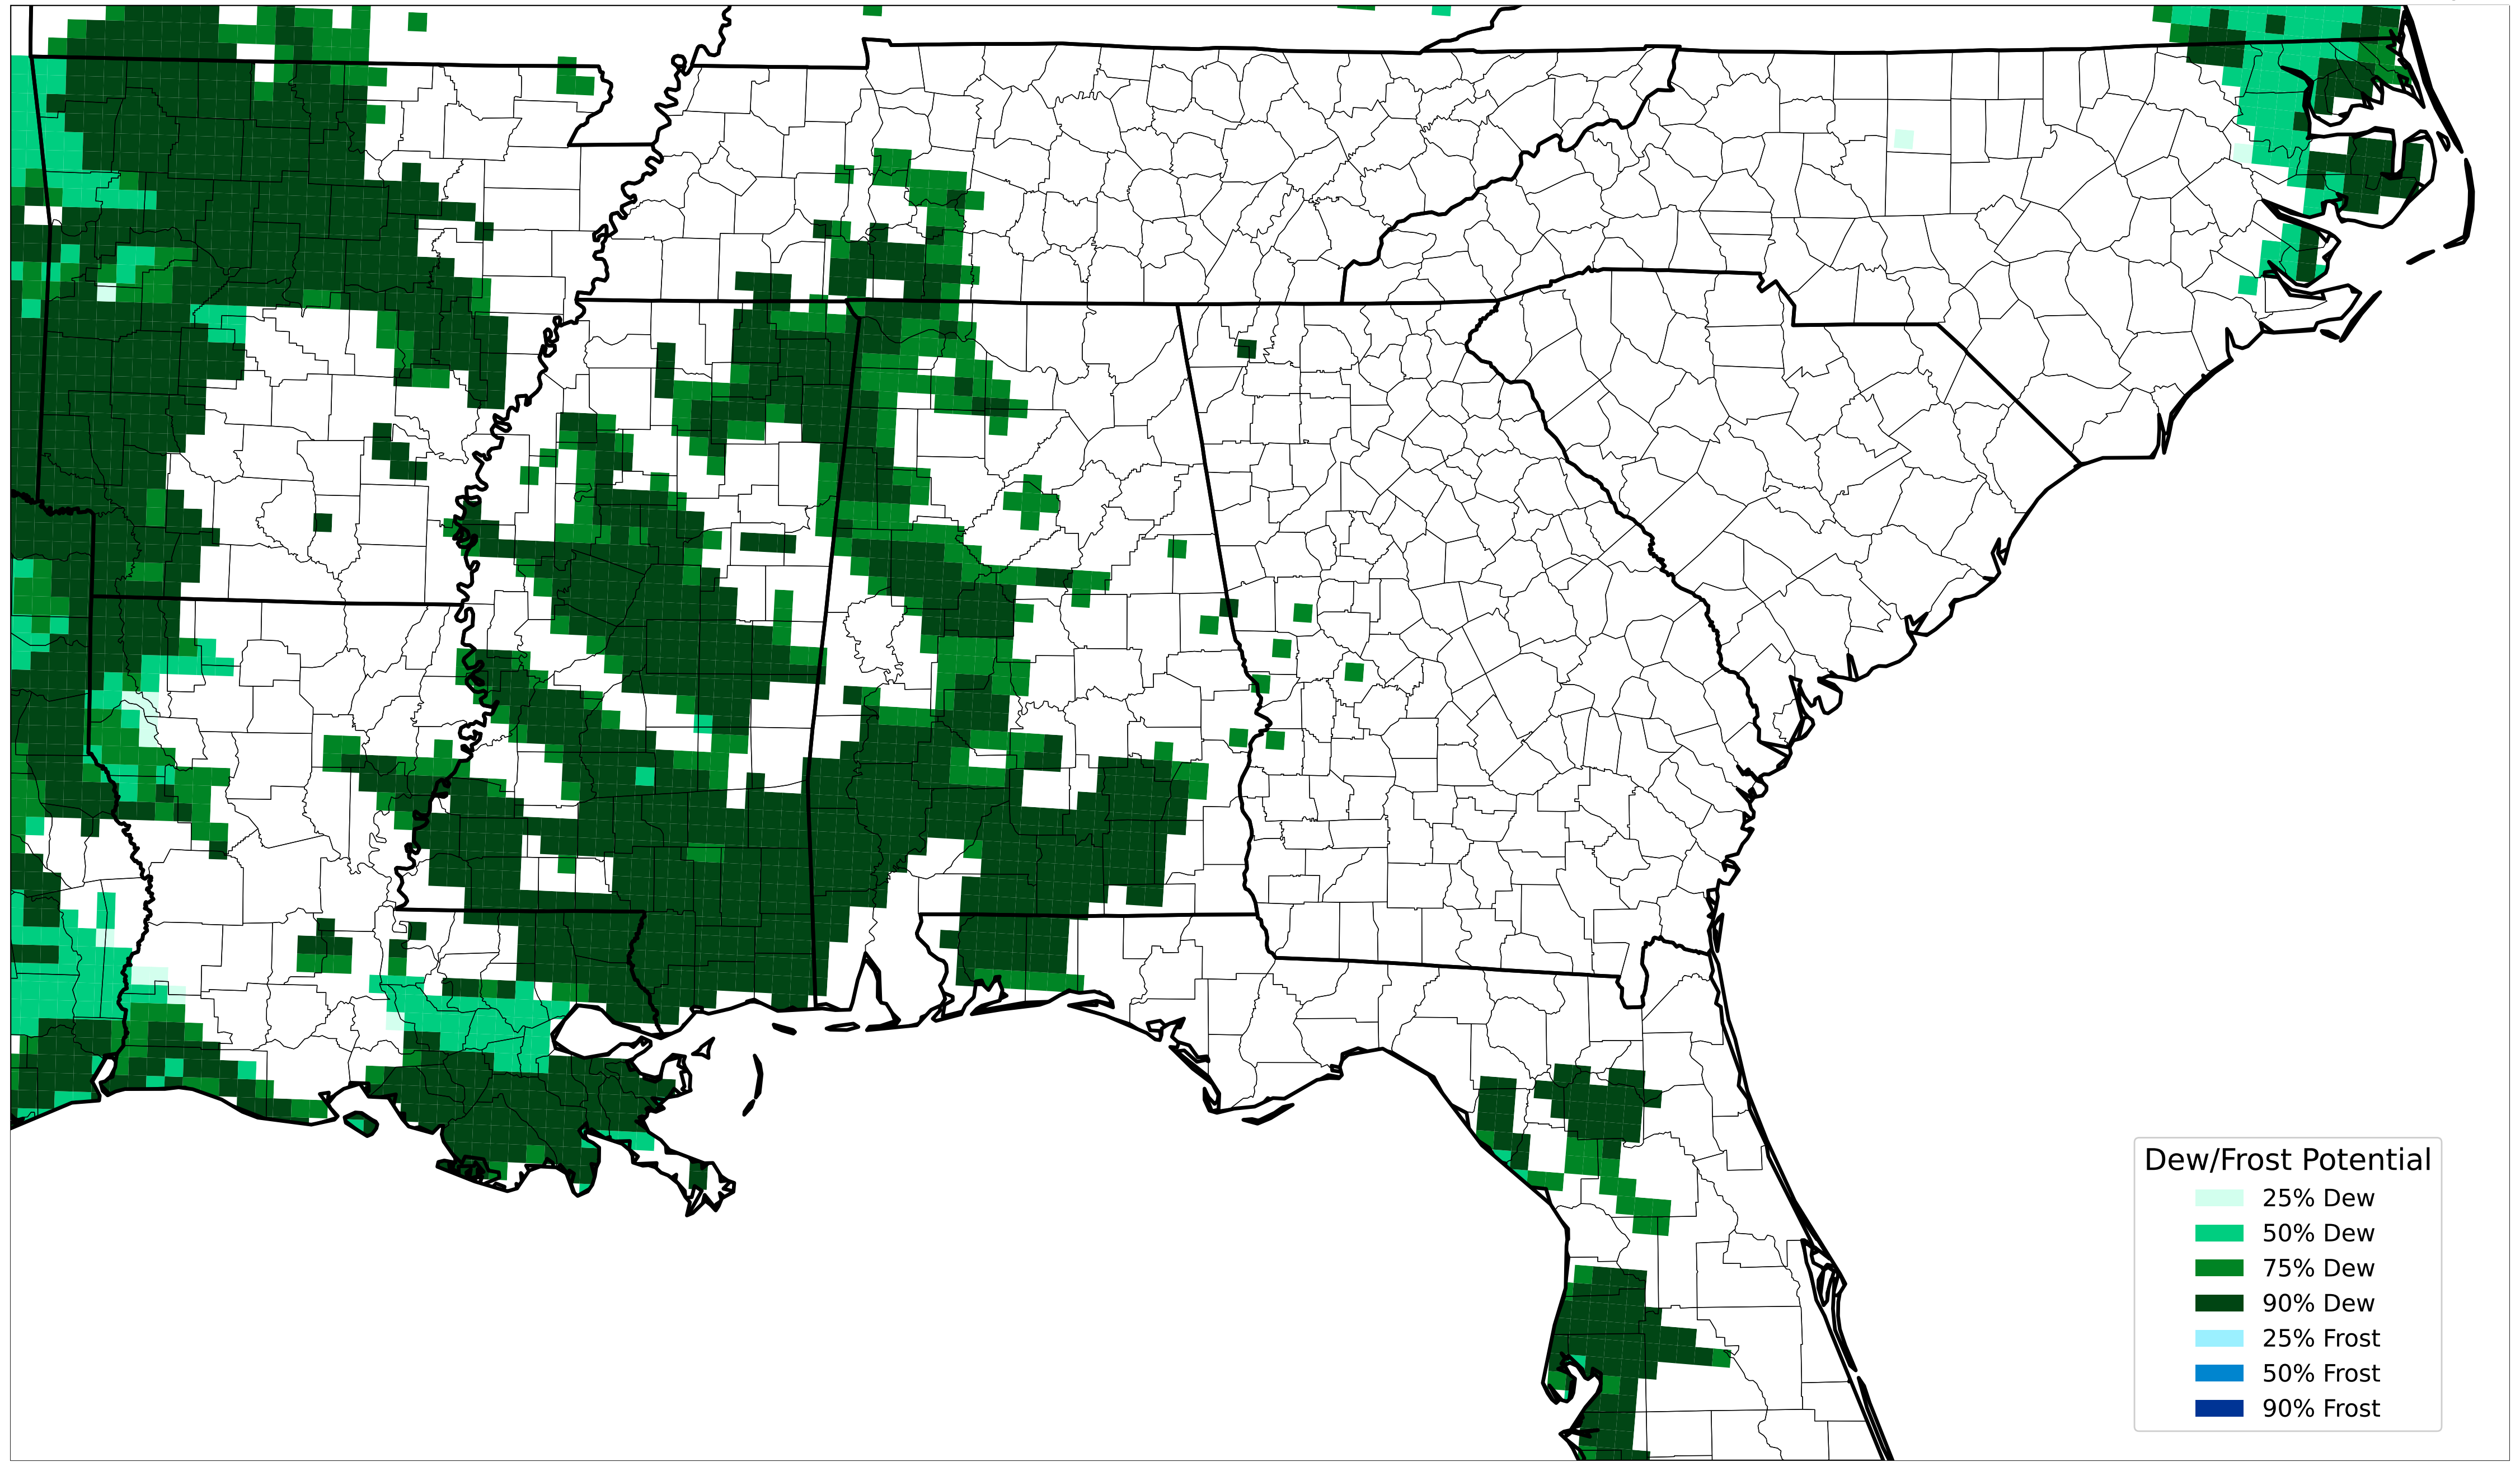 Dew/Frost Potential
25% Dew
50% Dew
75% Dew
90% Dew
25% Frost
50% Frost
90% Frost